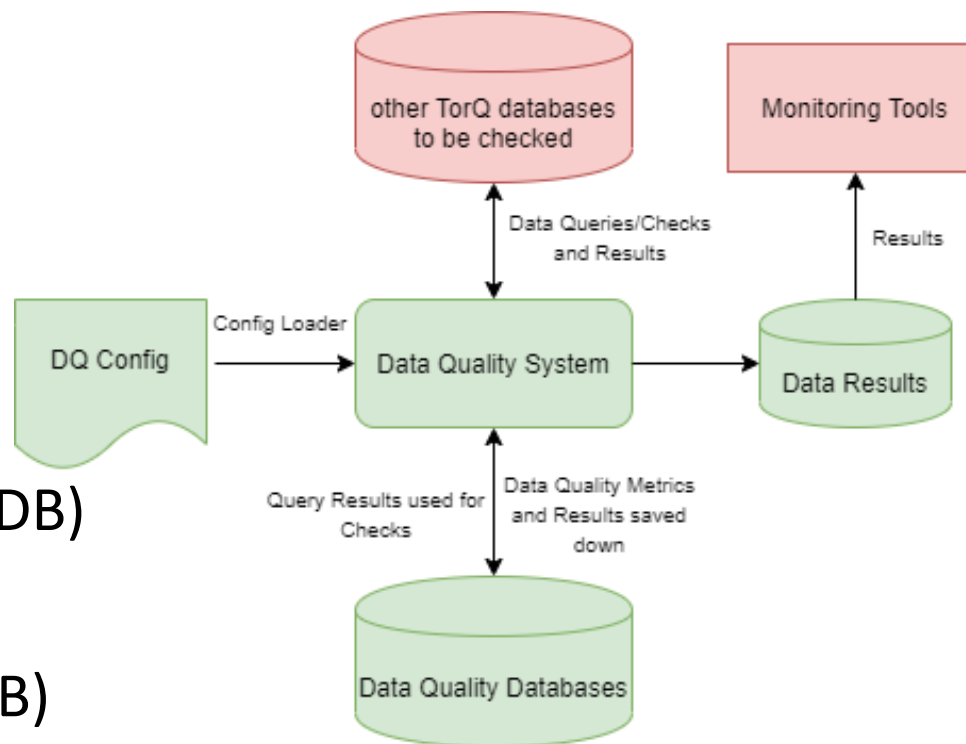 other TorQ databases
to be checked
Monitoring Tools
Data Queries/Checks
and Results
Results
DQ Config
Config Loader
Data Quality System
Data Results
DB)
Query Results used for
Checks
Data Quality Metrics
and Results saved
down
B)
Data Quality Databases